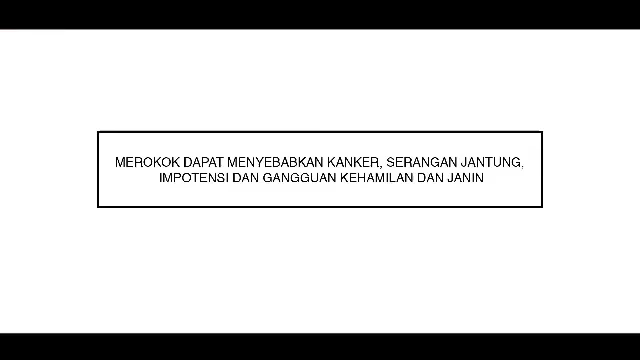 MEROKOK DAPAT MENYEBABKAN KANKER, SERANGAN JANTUNG,
IMPOTENSI DAN GANGGUAN KEHAMILAN DAN JANIN